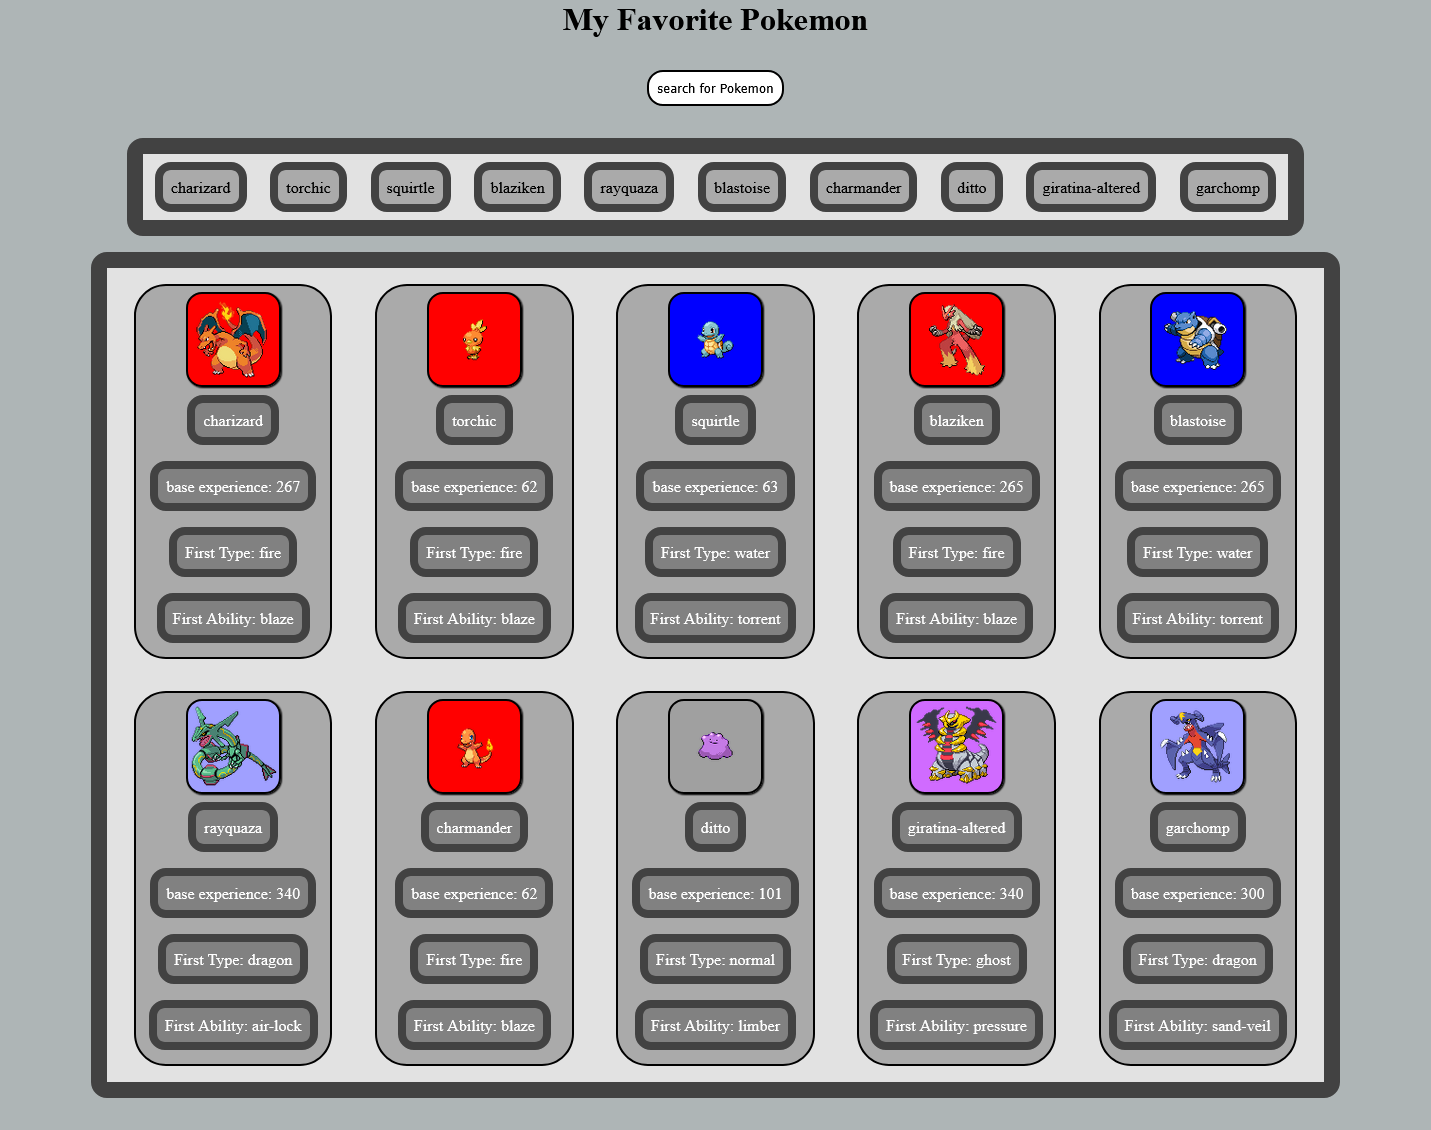 My Favorite Pokemon
search for Pokemon
charizard torchic squirtle blaziken rayquaza blastoise charmander ditto giratina-altered garchomp
charizard torchic squirtle blaziken blastoise
base experience: 267 base experience: 62 base experience: 63 base experience: 265 base experience: 265
First Type: fire First Type: fire First Type: water First Type: fire First Type: water
First Ability: blaze First Ability: blaze First Ability: torrent First Ability: blaze First Ability: torrent
rayquaza charmander ditto giratina-altered garchomp
base experience: 340 base experience: 62 base experience: 101 base experience: 340 base experience: 300
First Type: dragon First Type: fire First Type: normal First Type: ghost First Type: dragon
First Ability: air-lock First Ability: blaze First Ability: limber First Ability: pressure First Ability: sand-veil